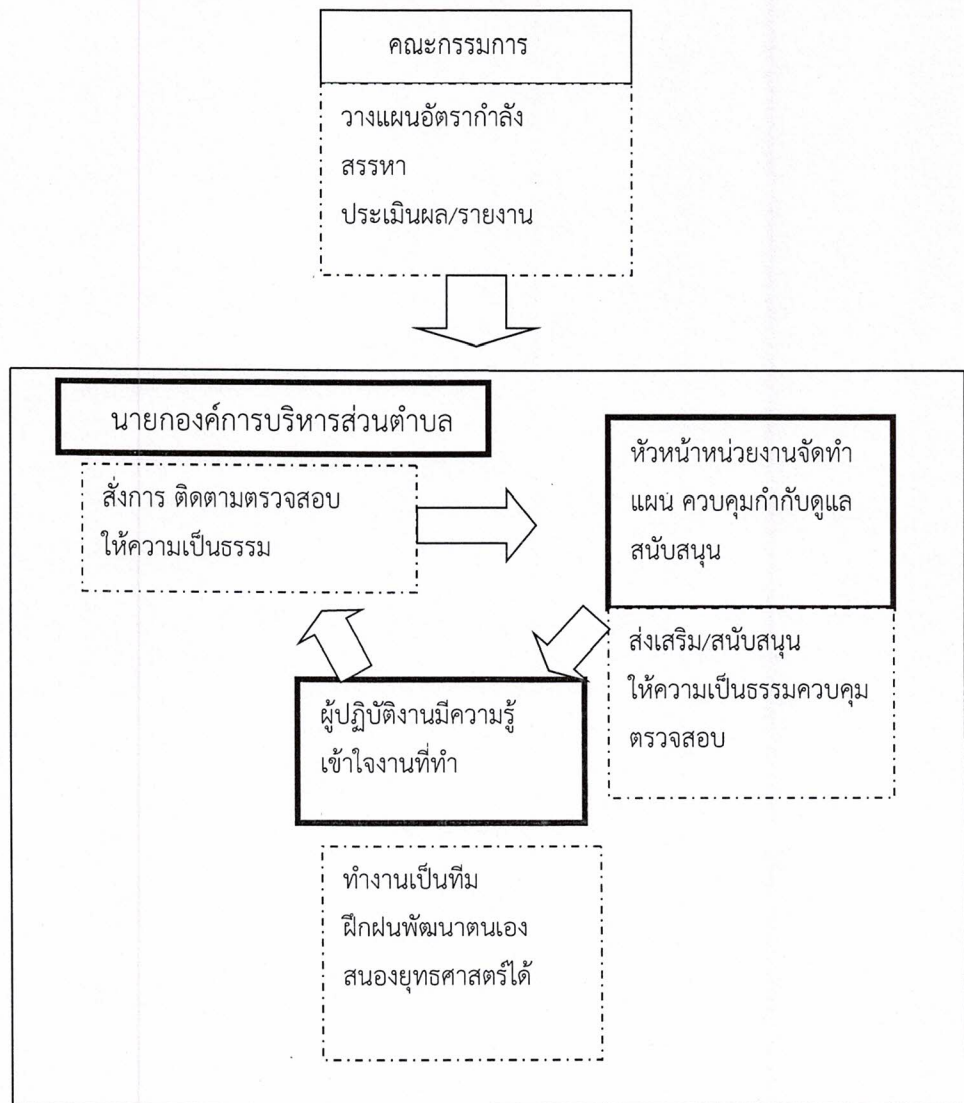 คณะกรรมการ
วางแผนอัตรากำลัง
สรรหา
ประเมินผล/รายงาน
นายกองค์การบริหารส่วนตำบล
สั่งการ ติดตามตรวจสอบ
ให้ความเป็นธรรม
หัวหน้าหน่วยงานจัดทำ
แผน ควบคุมกำกับดูแล
สนับสนุน
ส่งเสริม/สนับสนุน
ให้ความเป็นธรรมควบคุม
ตรวจสอบ
ผู้ปฏิบัติงานมีความรู้
เข้าใจงานที่ทำ
ทำงานเป็นทีม
ฝึกฝนพัฒนาตนเอง
สนองยุทธศาสตร์ได้